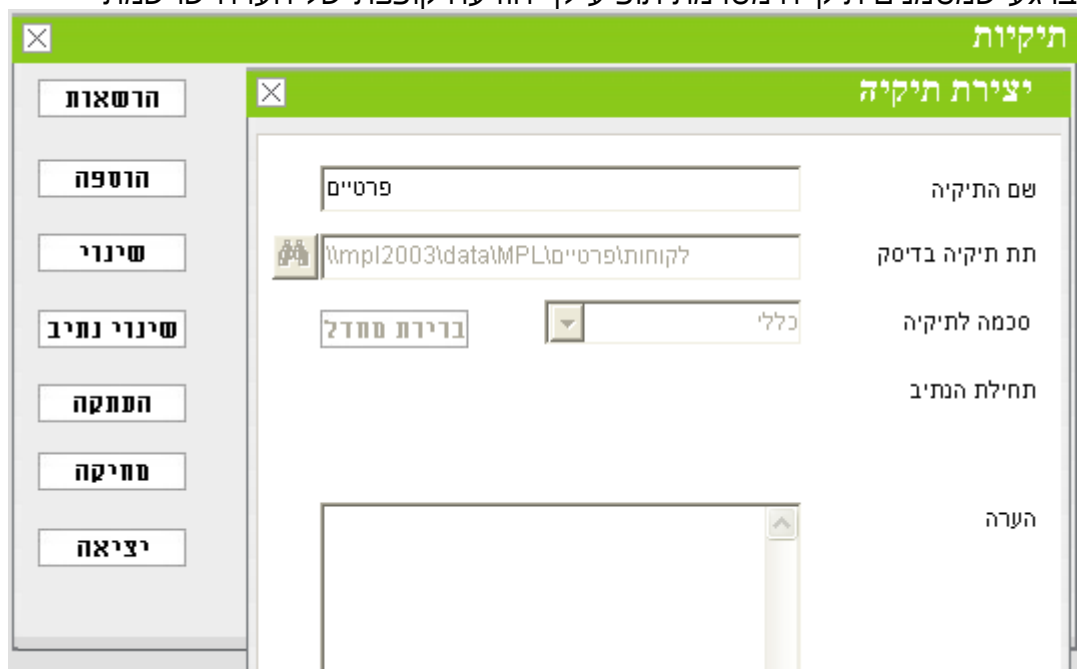 תיקיות
יצירת תיקיה
הרשאות
הוספה
שינוי
שינוי נתיב
העתקה
מחיקה
יציאה
שם התיקיה
פרטיים
תת תיקיה בדיסק
\\mpl2003\data\MPL\לקוחות\פרטיים
סכמה לתיקיה
כללי
ברירת מחדל
תחילת הנתיב
הערה